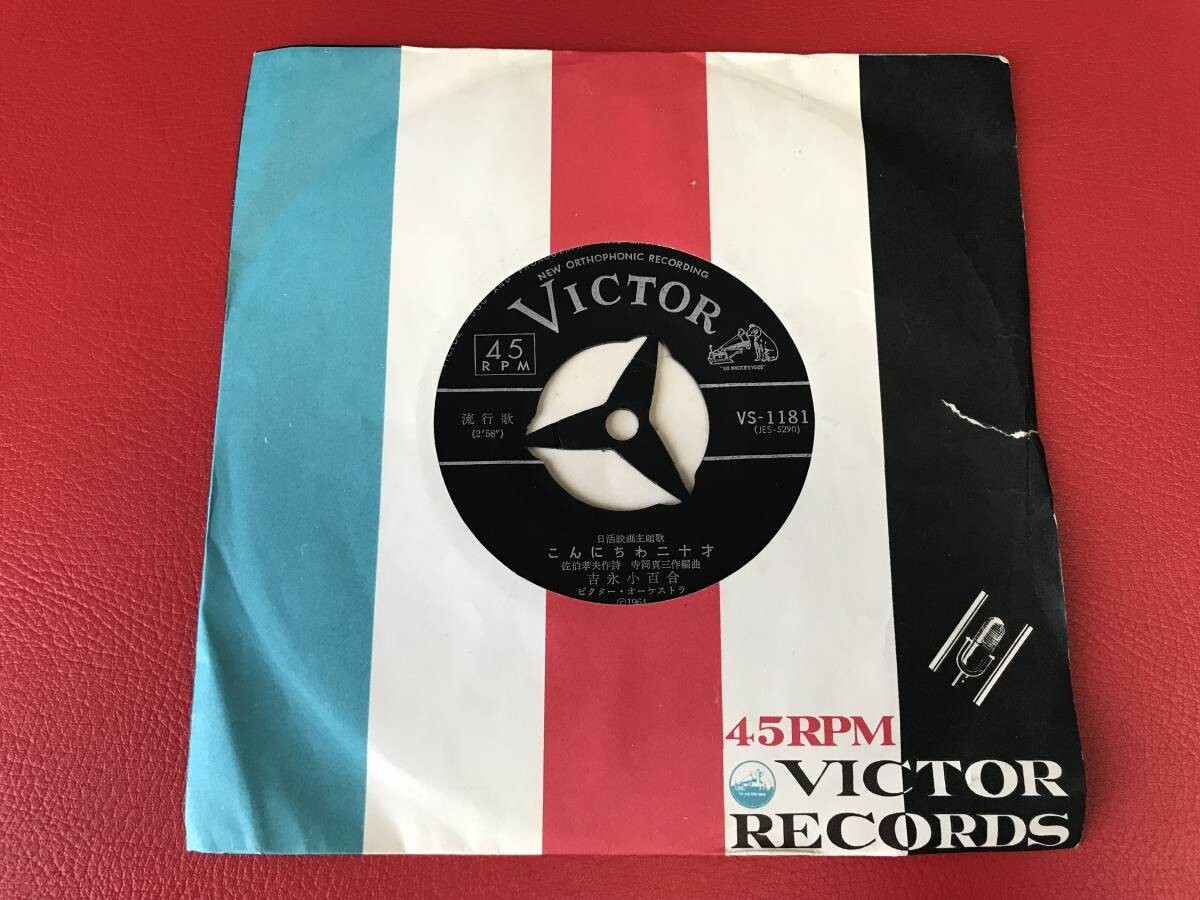 NEW ORTHOPHONIC RECORDING
VICTOR
45
RPM
"HIS MASTER'S VOICE"
流行歌
(2'58")
VS-1181
(JES-5290)
日活映画主題歌
こんにちわ二十才
佐伯孝夫作詩 寺岡真三作編曲
吉永小百合
ビクター・オーケストラ
©1964
45RPM
VICTOR
RECORDS